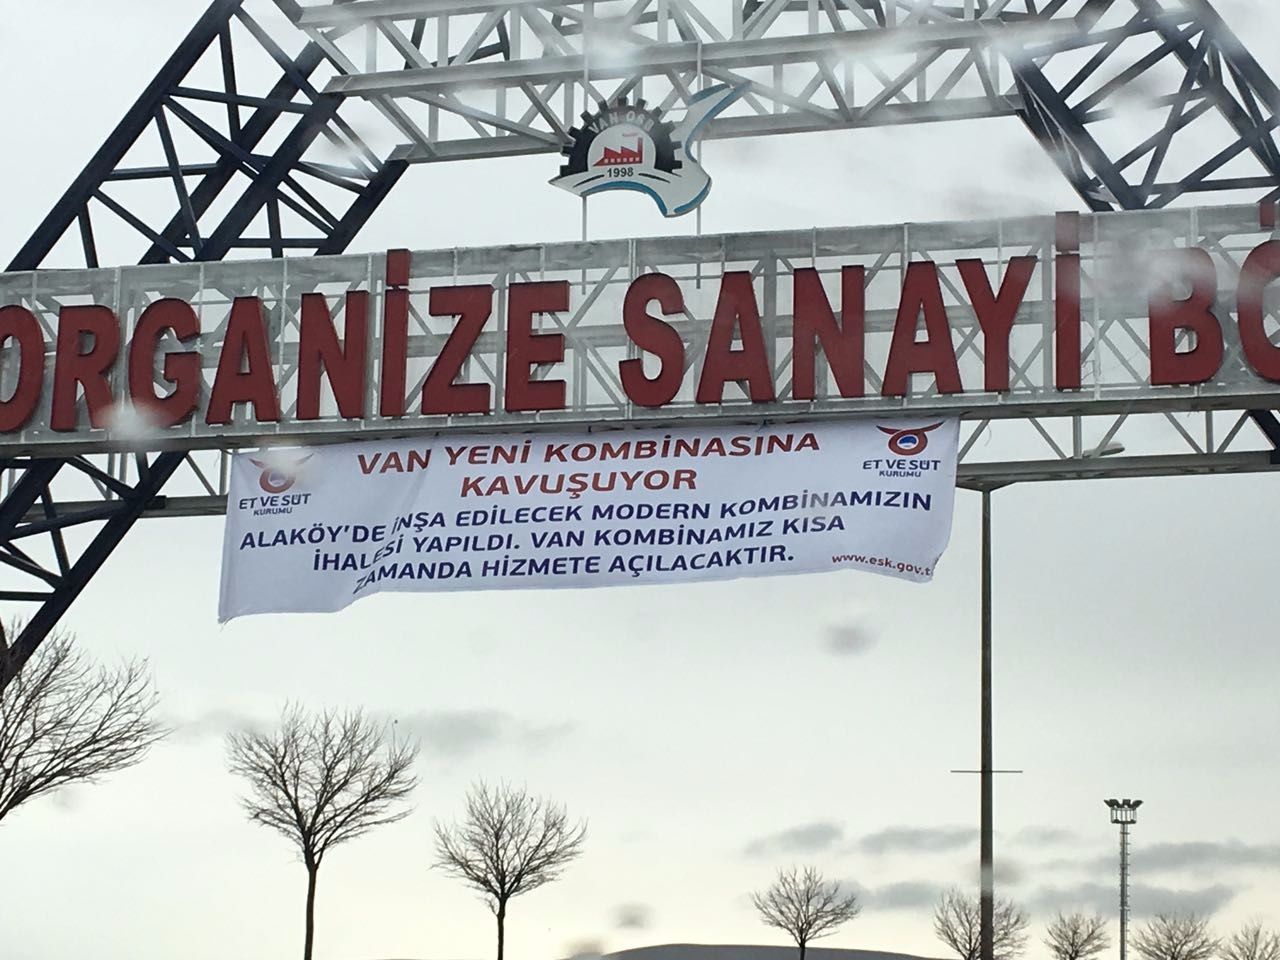 VAN OSB
1998
ORGANİZE SANAYİ BÖ
ET VE SÜT
KURUMU
VAN YENİ KOMBİNASINA
KAVUŞUYOR
ET VE SÜT
KURUMU
ALAKÖY'DE İNŞA EDİLECEK MODERN KOMBİNAMIZIN
İHALESİ YAPILDI. VAN KOMBİNAMIZ KISA
ZAMANDA HİZMETE AÇILACAKTIR.
www.esk.gov.t